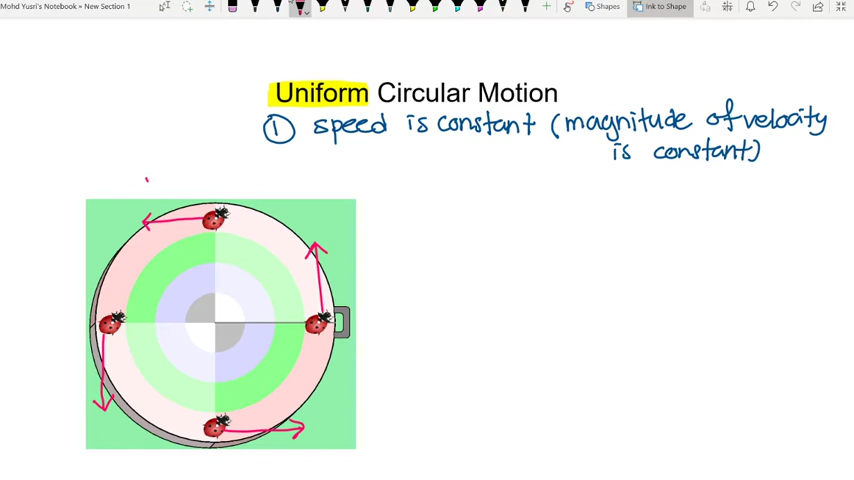 Mohd Yusri's Notebook » New Section 1
Shapes
Ink to Shape
Uniform Circular Motion
① speed is constant (magnitude of velocity
is constant)